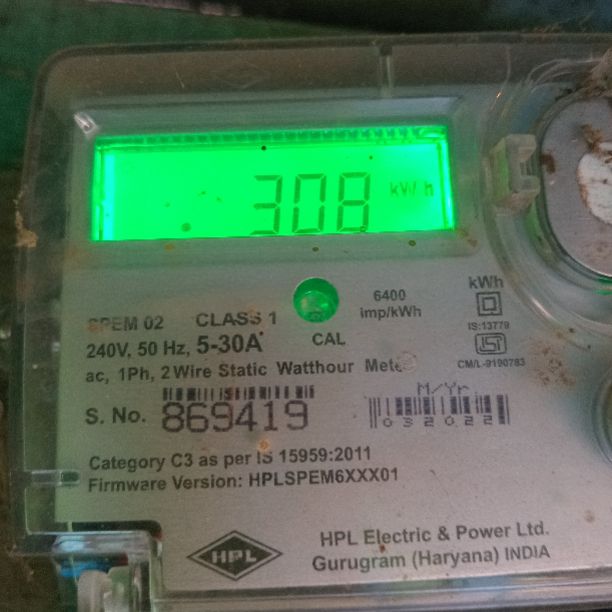 308 kWh
6400
imp/kWh
kWh
SPEM 02 CLASS 1
CAL
IS:13779
240V, 50 Hz, 5-30A
CM/L-9190783
ac, 1Ph, 2 Wire Static Watthour Meter
M/Yr
S. No. 869419
032022
Category C3 as per IS 15959:2011
Firmware Version: HPLSPEM6XXX01
HPL
HPL Electric & Power Ltd.
Gurugram (Haryana) INDIA